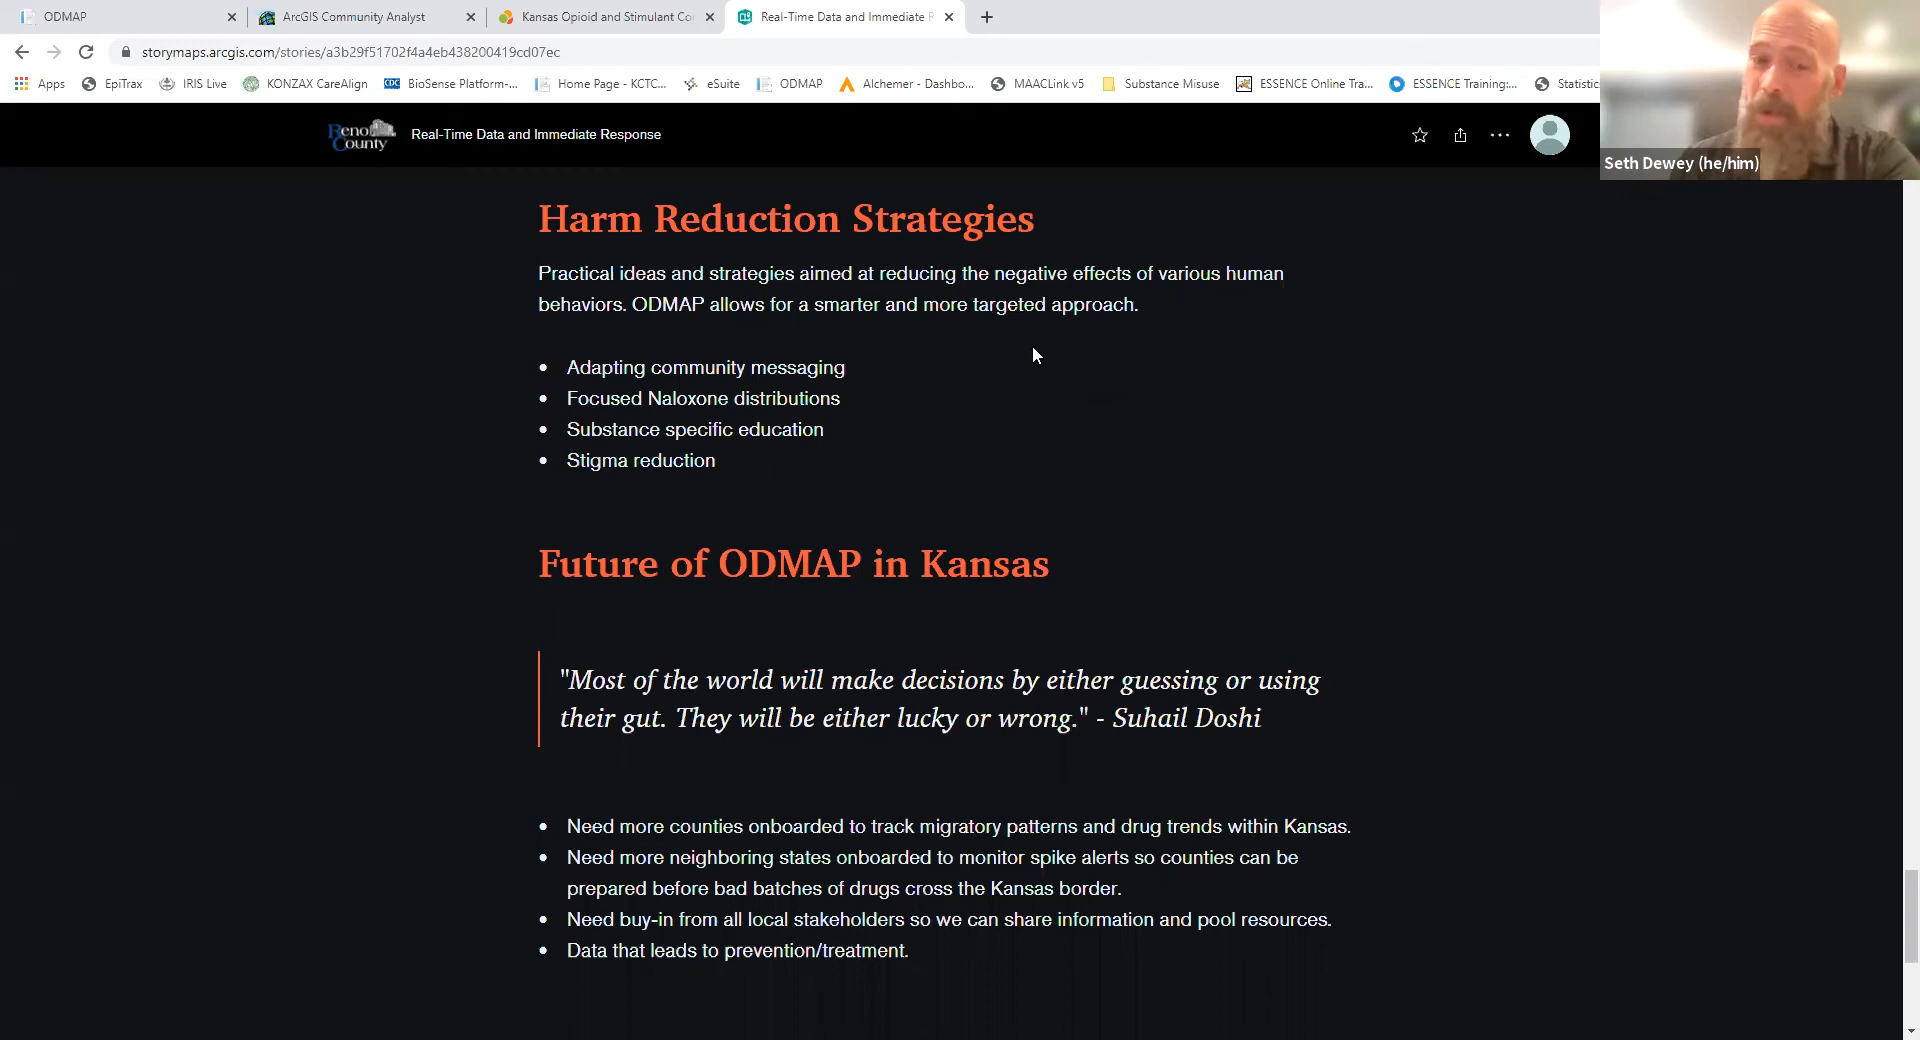 ODMAP
ArcGIS Community Analyst
Kansas Opioid and Stimulant Co
Real-Time Data and Immediate R
storymaps.arcgis.com/stories/a3b29f51702f4a4eb438200419cd07ec
Apps
EpiTrax
IRIS Live
KONZAX CareAlign
CDC
BioSense Platform-...
Home Page - KCTC...
eSuite
ODMAP
Alchemer - Dashbo...
MAACLink v5
Substance Misuse
ESSENCE Online Tra...
ESSENCE Training:...
Statistic
Reno
County
Real-Time Data and Immediate Response
Seth Dewey (he/him)
Harm Reduction Strategies
Practical ideas and strategies aimed at reducing the negative effects of various human
behaviors. ODMAP allows for a smarter and more targeted approach.
• Adapting community messaging
• Focused Naloxone distributions
• Substance specific education
• Stigma reduction
Future of ODMAP in Kansas
"Most of the world will make decisions by either guessing or using
their gut. They will be either lucky or wrong." - Suhail Doshi
• Need more counties onboarded to track migratory patterns and drug trends within Kansas.
• Need more neighboring states onboarded to monitor spike alerts so counties can be
prepared before bad batches of drugs cross the Kansas border.
• Need buy-in from all local stakeholders so we can share information and pool resources.
• Data that leads to prevention/treatment.